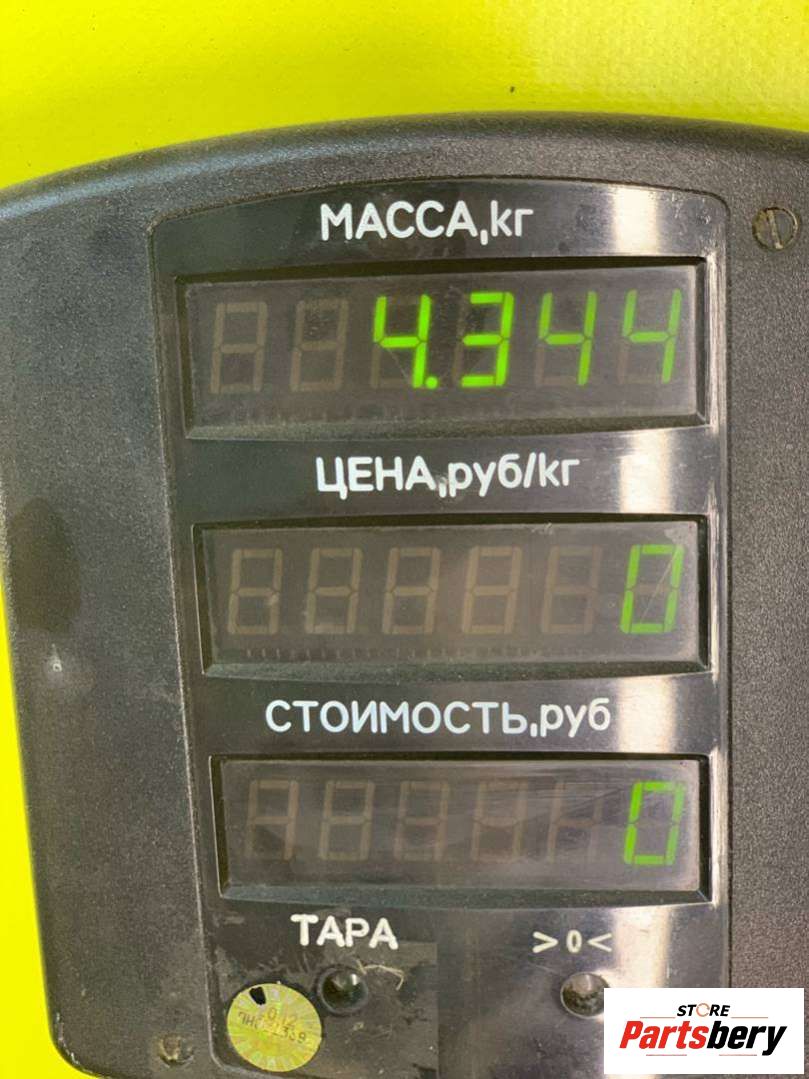 МАССА,кг
4.344
ЦЕНА,руб/кг
0
СТОИМОСТЬ,руб
0
ТАРА
>0<
STORE
Partsbery